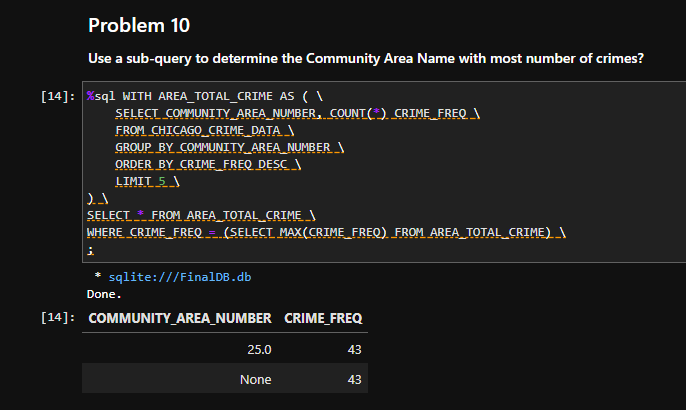 Problem 10
Use a sub-query to determine the Community Area Name with most number of crimes?
[14]: %sql WITH AREA_TOTAL_CRIME AS ( \
SELECT COMMUNITY_AREA_NUMBER, COUNT(*) CRIME_FREQ \
FROM CHICAGO_CRIME_DATA \
GROUP BY COMMUNITY_AREA_NUMBER \
ORDER BY CRIME_FREQ DESC \
LIMIT 5 \
) \
SELECT * FROM AREA_TOTAL_CRIME \
WHERE CRIME_FREQ = (SELECT MAX(CRIME_FREQ) FROM AREA_TOTAL_CRIME) \
;
* sqlite:///FinalDB.db
Done.
[14]: COMMUNITY_AREA_NUMBER CRIME_FREQ
25.0 43
None 43